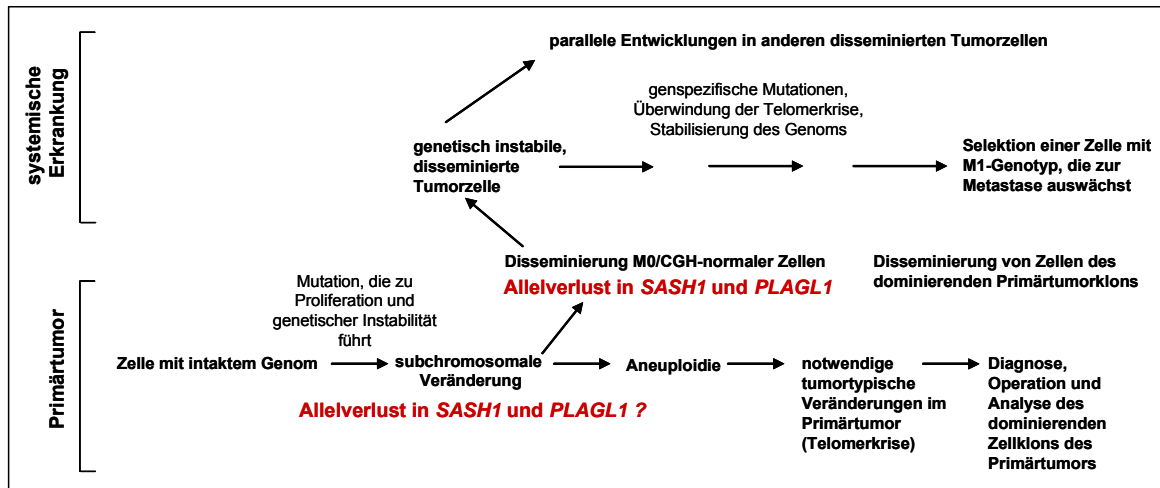 systemische
Erkrankung
parallele Entwicklungen in anderen disseminierten Tumorzellen
genspezifische Mutationen,
Überwindung der Telomerkrise,
Stabilisierung des Genoms
genetisch instabile,
disseminierte
Tumorzelle
Selektion einer Zelle mit
M1-Genotyp, die zur
Metastase auswächst
Primärtumor
Disseminierung M0/CGH-normaler Zellen
Allelverlust in SASH1 und PLAGL1
Disseminierung von Zellen des
dominierenden Primärtumorklons
Mutation, die zu
Proliferation und
genetischer Instabilität
führt
Zelle mit intaktem Genom
subchromosomale
Veränderung
Allelverlust in SASH1 und PLAGL1 ?
Aneuploidie
notwendige
tumortypische
Veränderungen im
Primärtumor
(Telomerkrise)
Diagnose,
Operation und
Analyse des
dominierenden
Zellklons des
Primärtumors